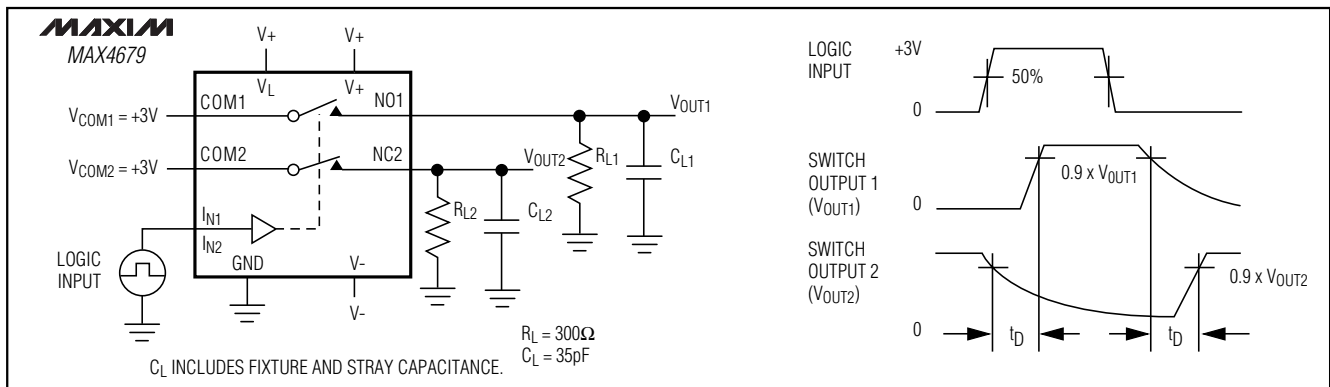 MAXIM
MAX4679
V+ V+
VL V+
COM1 NO1
VCOM1 = +3V
VOUT1
COM2 NC2
VCOM2 = +3V
VOUT2
RL1 CL1
RL2 CL2
IN1
IN2
LOGIC
INPUT
GND V-
V-
RL = 300Ω
CL = 35pF
CL INCLUDES FIXTURE AND STRAY CAPACITANCE.
LOGIC
INPUT
+3V
50%
0
SWITCH
OUTPUT 1
(VOUT1)
0.9 x VOUT1
0
SWITCH
OUTPUT 2
(VOUT2)
0.9 x VOUT2
0
tD tD